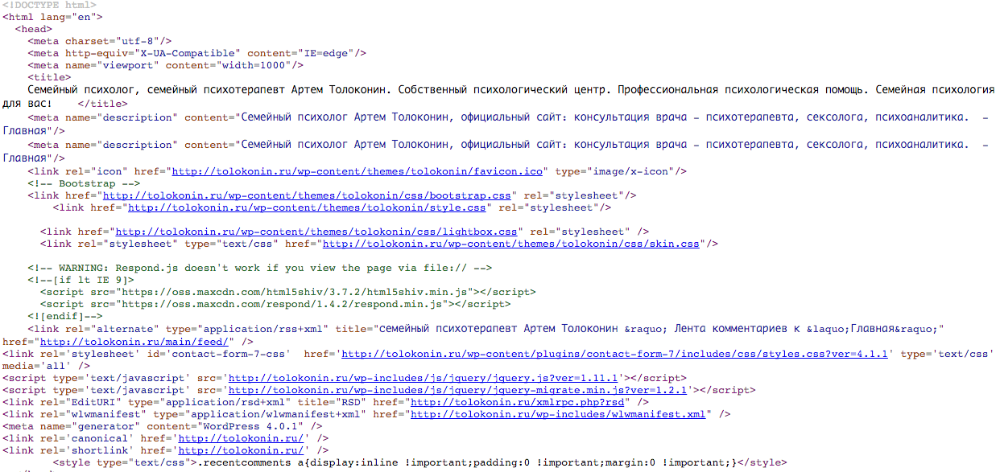 <!DOCTYPE html>
<html lang="en">
<head>
<meta charset="utf-8"/>
<meta http-equiv="X-UA-Compatible" content="IE=edge"/>
<meta name="viewport" content="width=1000"/>
<title>
Семейный психолог, семейный психотерапевт Артем Толоконин. Собственный психологический центр. Профессиональная психологическая помощь. Семейная психология
для вас! </title>
<meta name="description" content="Семейный психолог Артем Толоконин, официальный сайт: консультация врача – психотерапевта, сексолога, психоаналитика. –
Главная"/>
<meta name="description" content="Семейный психолог Артем Толоконин, официальный сайт: консультация врача – психотерапевта, сексолога, психоаналитика. –
Главная"/>
<link rel="icon" href="http://tolokonin.ru/wp-content/themes/tolokonin/favicon.ico" type="image/x-icon"/>
<!-- Bootstrap -->
<link href="http://tolokonin.ru/wp-content/themes/tolokonin/css/bootstrap.css" rel="stylesheet"/>
<link href="http://tolokonin.ru/wp-content/themes/tolokonin/style.css" rel="stylesheet"/>
<link href="http://tolokonin.ru/wp-content/themes/tolokonin/css/lightbox.css" rel="stylesheet" />
<link rel="stylesheet" type="text/css" href="http://tolokonin.ru/wp-content/themes/tolokonin/css/skin.css"/>
<!-- WARNING: Respond.js doesn't work if you view the page via file:// -->
<!--[if lt IE 9]>
<script src="https://oss.maxcdn.com/html5shiv/3.7.2/html5shiv.min.js"></script>
<script src="https://oss.maxcdn.com/respond/1.4.2/respond.min.js"></script>
<![endif]-->
<link rel="alternate" type="application/rss+xml" title="семейный психотерапевт Артем Толоконин &raquo; Лента комментариев к &laquo;Главная&raquo;"
href="http://tolokonin.ru/main/feed/" />
<link rel='stylesheet' id='contact-form-7-css' href='http://tolokonin.ru/wp-content/plugins/contact-form-7/includes/css/styles.css?ver=4.1.1' type='text/css'
media='all' />
<script type='text/javascript' src='http://tolokonin.ru/wp-includes/js/jquery/jquery.js?ver=1.11.1'></script>
<script type='text/javascript' src='http://tolokonin.ru/wp-includes/js/jquery/jquery-migrate.min.js?ver=1.2.1'></script>
<link rel="EditURI" type="application/rsd+xml" title="RSD" href="http://tolokonin.ru/xmlrpc.php?rsd" />
<link rel="wlwmanifest" type="application/wlwmanifest+xml" href="http://tolokonin.ru/wp-includes/wlwmanifest.xml" />
<meta name="generator" content="WordPress 4.0.1" />
<link rel='canonical' href='http://tolokonin.ru/' />
<link rel='shortlink' href='http://tolokonin.ru/' />
<style type="text/css">.recentcomments a{display:inline !important;padding:0 !important;margin:0 !important;}</style>